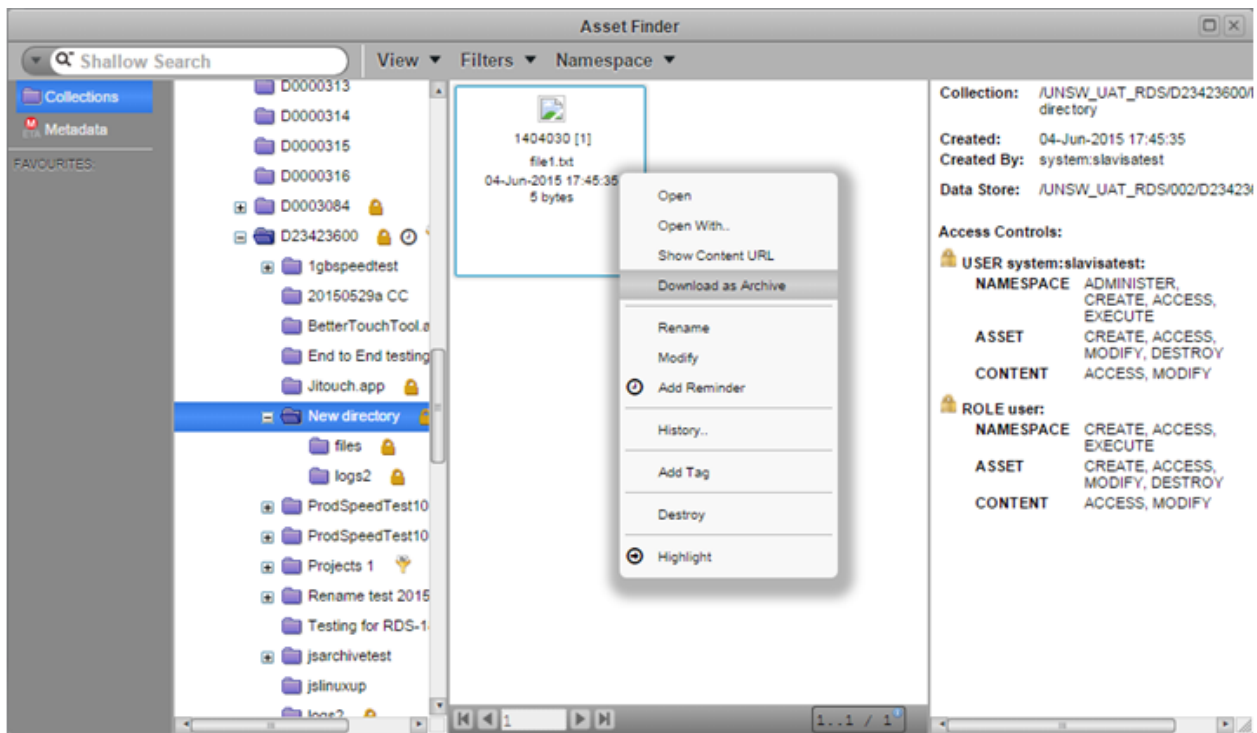 Asset Finder
Shallow Search
View
Filters
Namespace
Collections
Metadata
FAVOURITES:
D0000313
D0000314
D0000315
D0000316
D0003084
D23423600
1gbspeedtest
20150529a CC
BetterTouchTool.a
End to End testing
Jitouch.app
New directory
files
logs2
ProdSpeedTest10
ProdSpeedTest10
Projects 1
Rename test 2015
Testing for RDS-1
jsarchivetest
jslinuxup
logs2
1404030 [1]
file1.txt
04-Jun-2015 17:45:35
5 bytes
Open
Open With..
Show Content URL
Download as Archive
Rename
Modify
Add Reminder
History..
Add Tag
Destroy
Highlight
1
1..1 / 1
Collection: /UNSW_UAT_RDS/D23423600/
directory
Created: 04-Jun-2015 17:45:35
Created By: system:slavisatest
Data Store: /UNSW_UAT_RDS/002/D23423
Access Controls:
USER system:slavisatest:
NAMESPACE ADMINISTER,
CREATE, ACCESS,
EXECUTE
ASSET CREATE, ACCESS,
MODIFY, DESTROY
CONTENT ACCESS, MODIFY
ROLE user:
NAMESPACE CREATE, ACCESS,
EXECUTE
ASSET CREATE, ACCESS,
MODIFY, DESTROY
CONTENT ACCESS, MODIFY